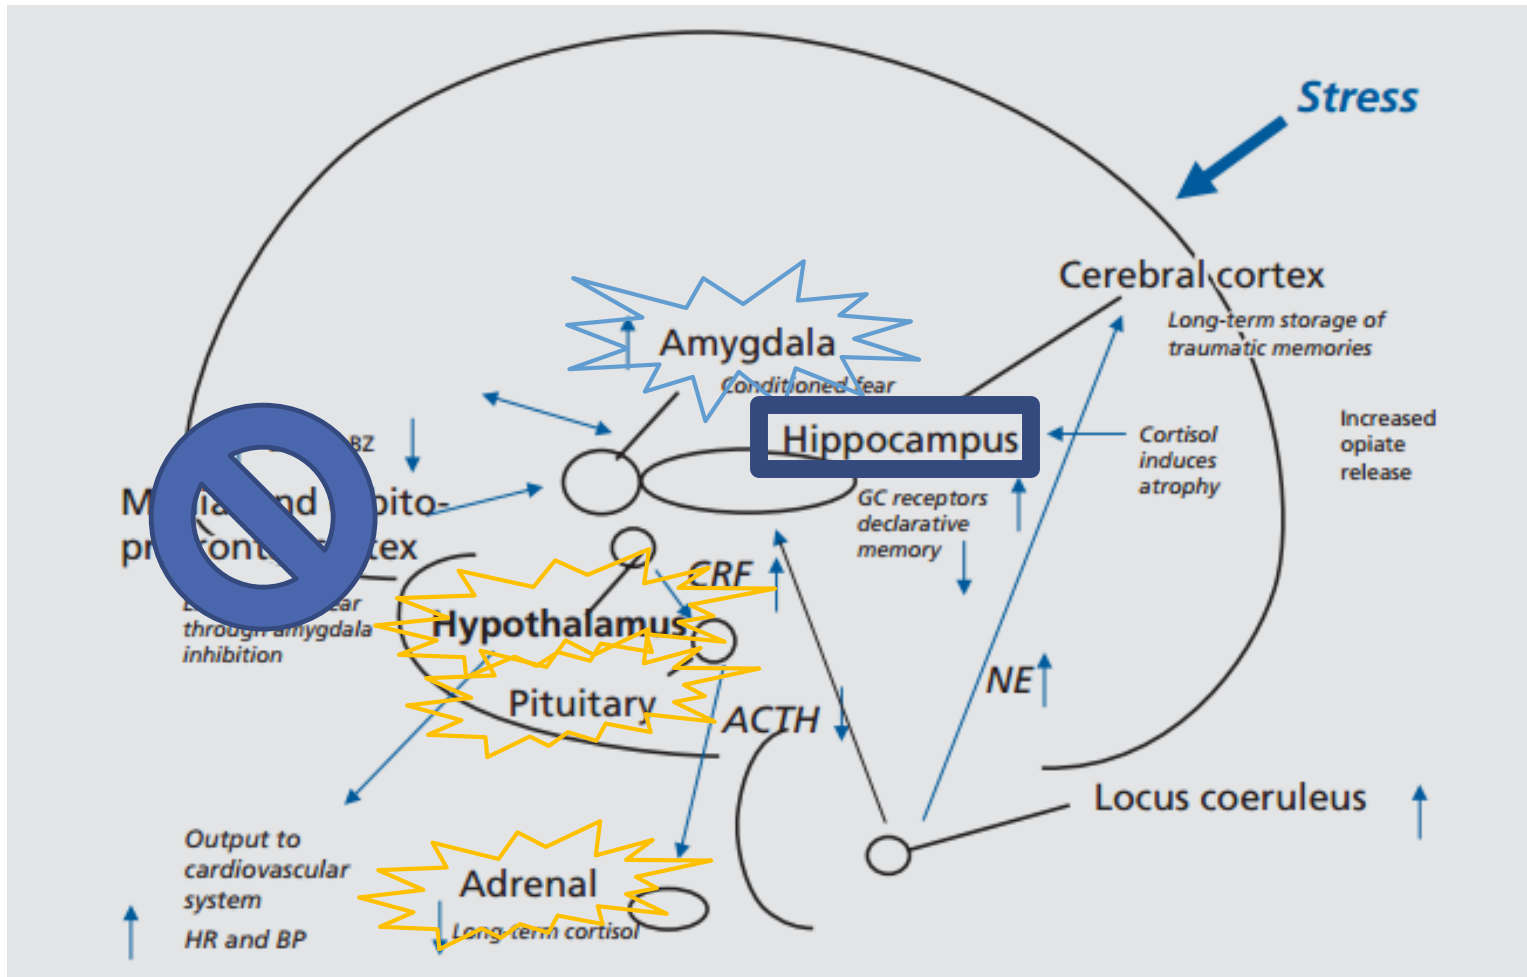 Stress
Cerebral cortex
Long-term storage of
traumatic memories
Amygdala
Conditioned fear
Hippocampus
Cortisol
induces
atrophy
Increased
opiate
release
BZ
GC receptors
declarative
memory
through amygdala
inhibition
CRF
Hypothalamus
Pituitary
ACTH
NE
Locus coeruleus
Output to
cardiovascular
system
HR and BP
Adrenal
Long-term cortisol